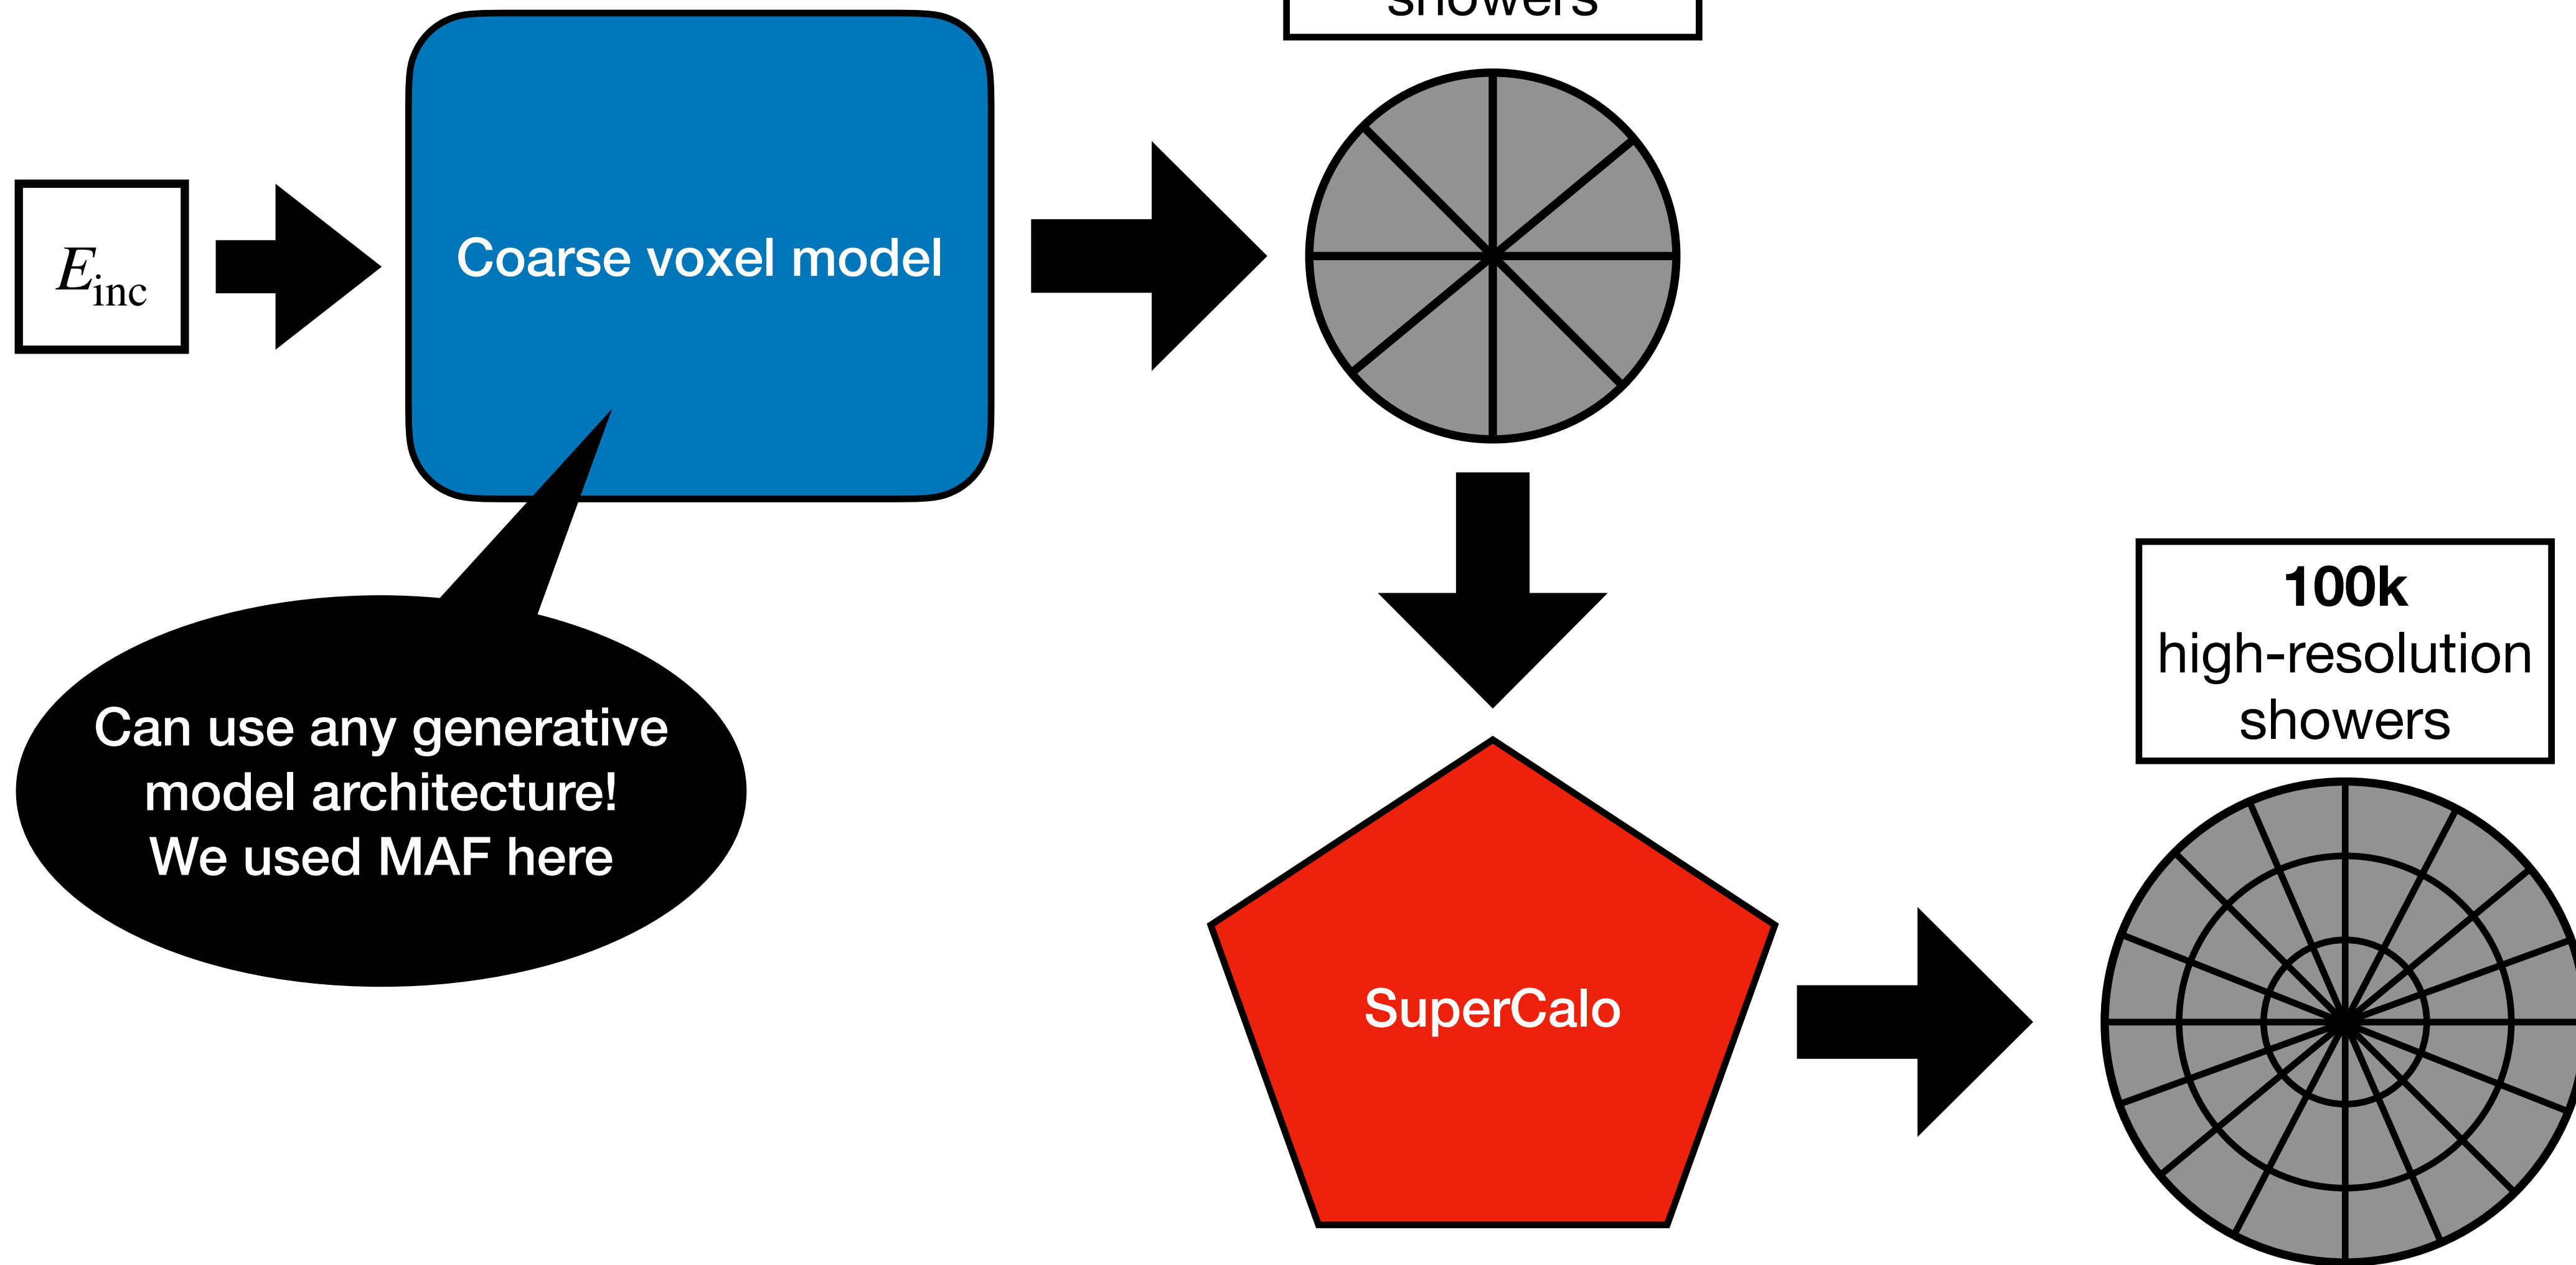 showers
E_inc
Coarse voxel model
Can use any generative
model architecture!
We used MAF here
100k
high-resolution
showers
SuperCalo